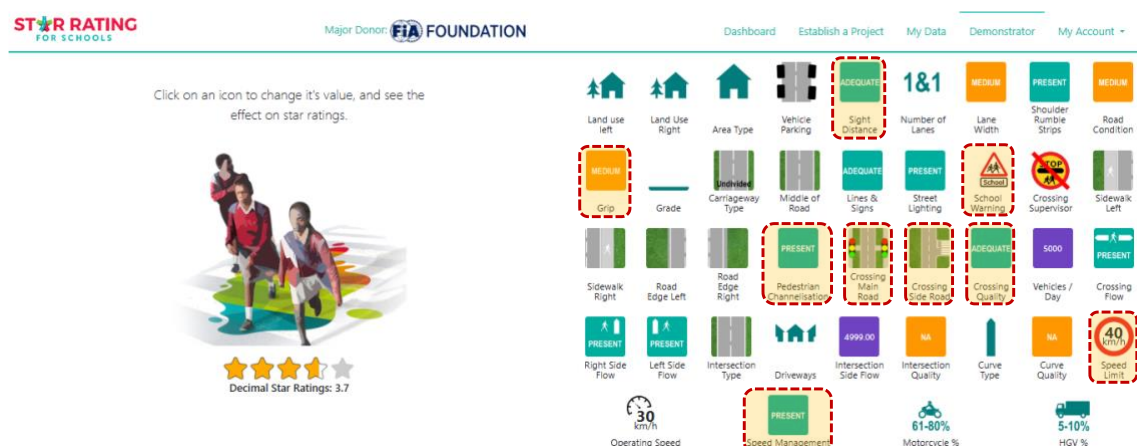 STAR RATING
FOR SCHOOLS
Major Donor: FiA FOUNDATION
Dashboard Establish a Project My Data Demonstrator My Account
Click on an icon to change it's value, and see the
effect on star ratings.
Decimal Star Ratings: 3.7
ADEQUATE 1&1 MEDIUM PRESENT MEDIUM
Land use left
Land Use Right
Area Type
Vehicle Parking
Sight Distance
Number of Lanes
Lane Width
Shoulder Rumble Strips
Road Condition
MEDIUM Undivided ADEQUATE PRESENT School STOP
Grip
Grade
Carriageway Type
Middle of Road
Lines & Signs
Street Lighting
School Warning
Crossing Supervisor
Sidewalk Left
PRESENT ADEQUATE 5000 PRESENT
Sidewalk Right
Road Edge Left
Road Edge Right
Pedestrian Channelisation
Crossing Main Road
Crossing Side Road
Crossing Quality
Vehicles / Day
Crossing Flow
PRESENT PRESENT 4999.00 NA NA 40 km/h
Right Side Flow
Left Side Flow
Intersection Type
Driveways
Intersection Side Flow
Intersection Quality
Curve Type
Curve Quality
Speed Limit
30 km/h PRESENT 61-80% 5-10%
Operating Speed
Speed Management
Motorcycle %
HGV %